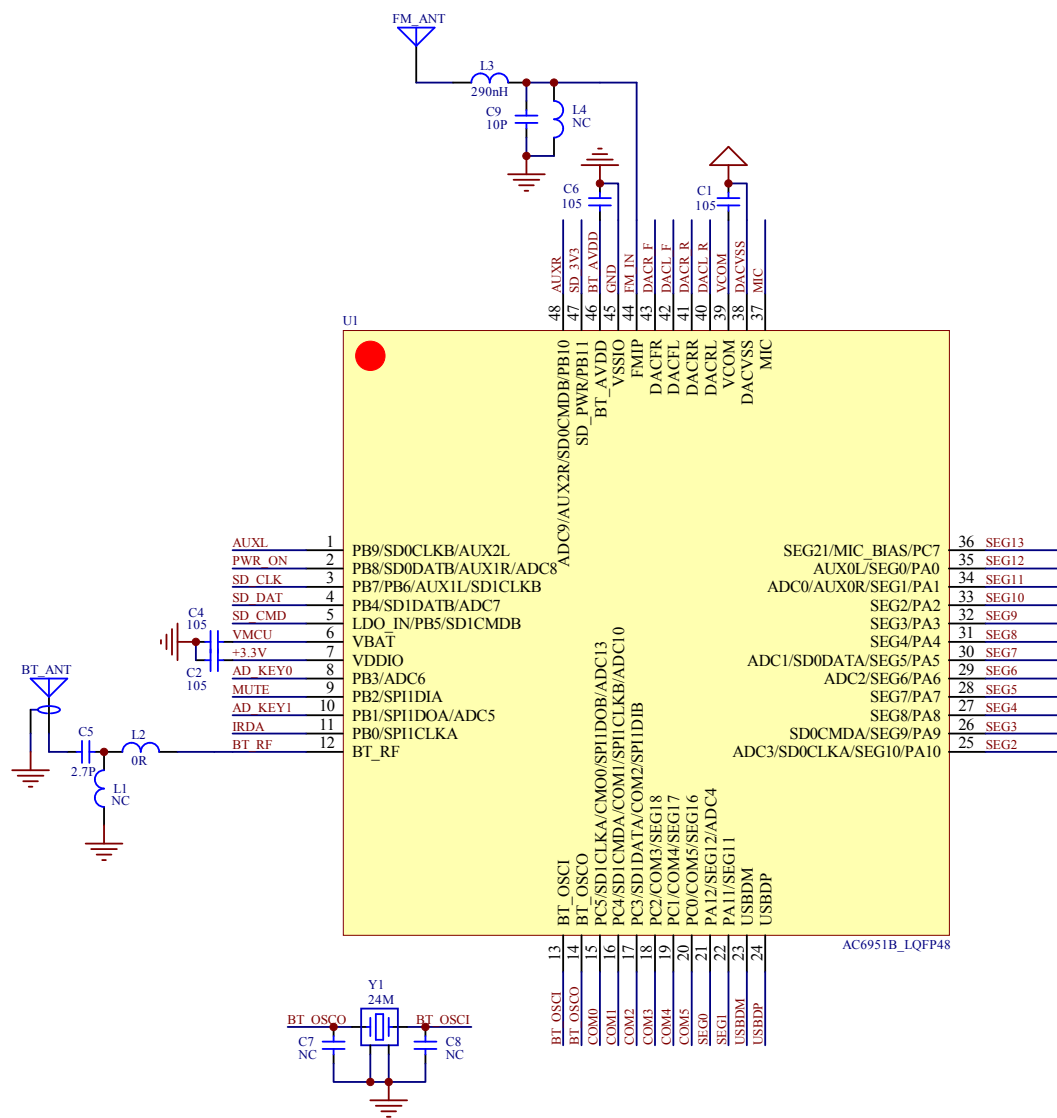 FM_ANT
L3
290nH
C9
10P
L4
NC
C6
105
C1
105
AUXR
SD_3V3
BT_AVDD
GND
FM_IN
DACR_F
DACL_F
DACR_R
DACL_R
VCOM
DACVSS
MIC
48
47
46
45
44
43
42
41
40
39
38
37
U1
ADC9/AUX2R/SD0CMDB/PB10
SD_PWR/PB11
BT_AVDD
VSSIO
FMIP
DACFR
DACFL
DACRR
DACRL
VCOM
DACVSS
MIC
AUXL 1 PB9/SD0CLKB/AUX2L
PWR_ON 2 PB8/SD0DATB/AUX1R/ADC8
SD_CLK 3 PB7/PB6/AUX1L/SD1CLKB
SD_DAT 4 PB4/SD1DATB/ADC7
SD_CMD 5 LDO_IN/PB5/SD1CMDB
C4
105
VMCU 6 VBAT
+3.3V 7 VDDIO
C2
105
AD_KEY0 8 PB3/ADC6
MUTE 9 PB2/SPI1DIA
AD_KEY1 10 PB1/SPI1DOA/ADC5
IRDA 11 PB0/SPI1CLKA
BT_RF 12 BT_RF
BT_ANT
C5
2.7P
L2
0R
L1
NC
SEG21/MIC_BIAS/PC7 36 SEG13
AUX0L/SEG0/PA0 35 SEG12
ADC0/AUX0R/SEG1/PA1 34 SEG11
SEG2/PA2 33 SEG10
SEG3/PA3 32 SEG9
SEG4/PA4 31 SEG8
ADC1/SD0DATA/SEG5/PA5 30 SEG7
ADC2/SEG6/PA6 29 SEG6
SEG7/PA7 28 SEG5
SEG8/PA8 27 SEG4
SD0CMDA/SEG9/PA9 26 SEG3
ADC3/SD0CLKA/SEG10/PA10 25 SEG2
BT_OSCI
BT_OSCO
PC5/SD1CLKA/CMO0/SPI1DOB/ADC13
PC4/SD1CMDA/COM1/SPI1CLKB/ADC10
PC3/SD1DATA/COM2/SPI1DIB
PC2/COM3/SEG18
PC1/COM4/SEG17
PC0/COM5/SEG16
PA12/SEG12/ADC4
PA11/SEG11
USBDM
USBDP
AC6951B_LQFP48
13
14
15
16
17
18
19
20
21
22
23
24
BT_OSCI
BT_OSCO
COM0
COM1
COM2
COM3
COM4
COM5
SEG0
SEG1
USBDM
USBDP
Y1
24M
BT_OSCO
BT_OSCI
C7
NC
C8
NC